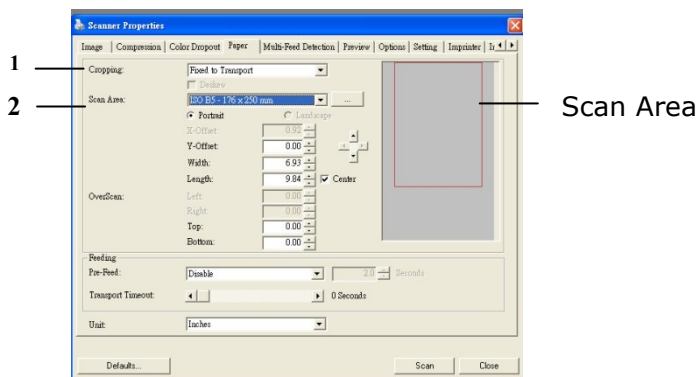 Scanner Properties
Image Compression Color Dropout Paper Multi-Feed Detection Preview Options Setting Imprinter
1 Cropping: Fixed to Transport
Deskew
2 Scan Area: ISO B5 - 176 x 250 mm ...
Scan Area
Portrait Landscape
X-Offset: 0.92
Y-Offset: 0.00
Width: 6.93
Length: 9.84 Center
OverScan: Left: 0.00
Right: 0.00
Top: 0.00
Bottom: 0.00
Feeding
Pre-Feed: Disable 2.0 Seconds
Transport Timeout: 0 Seconds
Unit: Inches
Defaults... Scan Close